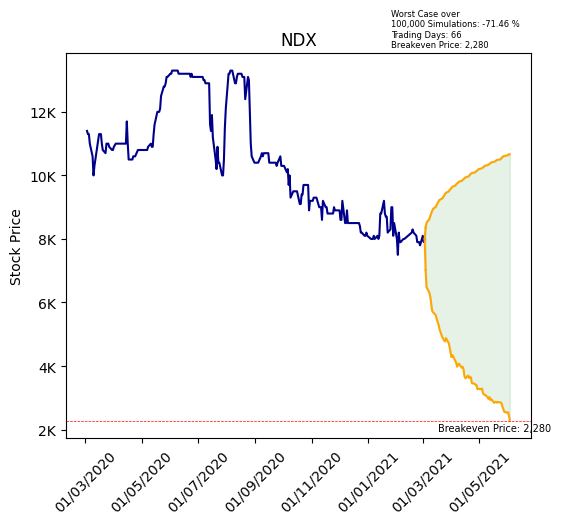 Worst Case over
100,000 Simulations: -71.46 %
Trading Days: 66
Breakeven Price: 2,280
NDX
Stock Price
12K
10K
8K
6K
4K
2K
Breakeven Price: 2,280
01/03/2020
01/05/2020
01/07/2020
01/09/2020
01/11/2020
01/01/2021
01/03/2021
01/05/2021